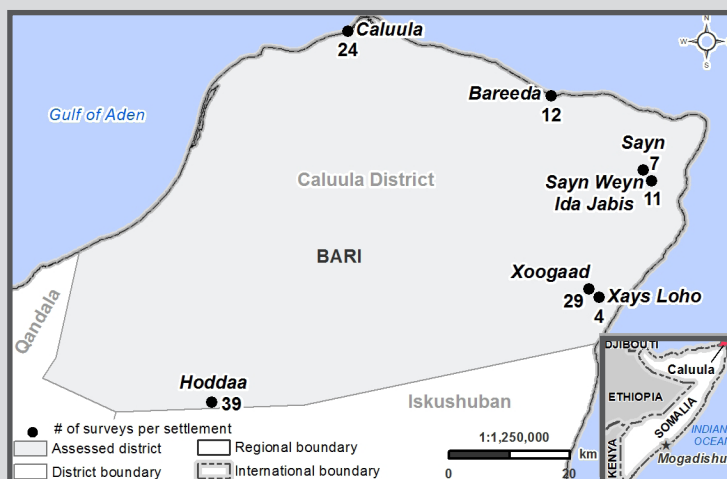 Caluula
24
N
W
E
S
Gulf of Aden
Bareeda
12
Sayn
7
Caluula District
Sayn Weyn
Ida Jabis
11
BARI
Xoogaad
29
Xays Loho
4
Qandala
Hoddaa
39
Iskushuban
DJIBOUTI
Caluula
ETHIOPIA
SOMALIA
INDIAN
OCEAN
KENYA
Mogadishu
# of surveys per settlement
Assessed district
Regional boundary
District boundary
International boundary
1:1,250,000
km
0
20